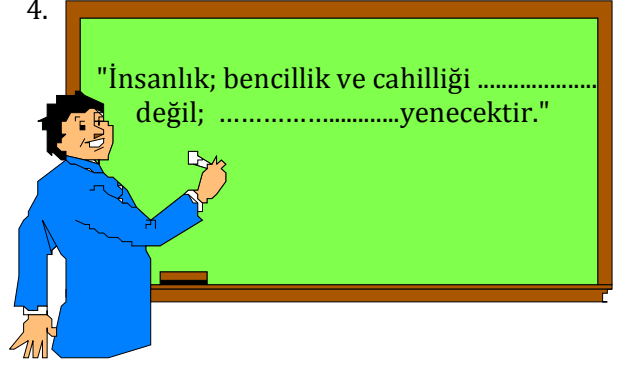 4.
"İnsanlık; bencillik ve cahilliği .....................
değil; ………………............yenecektir."